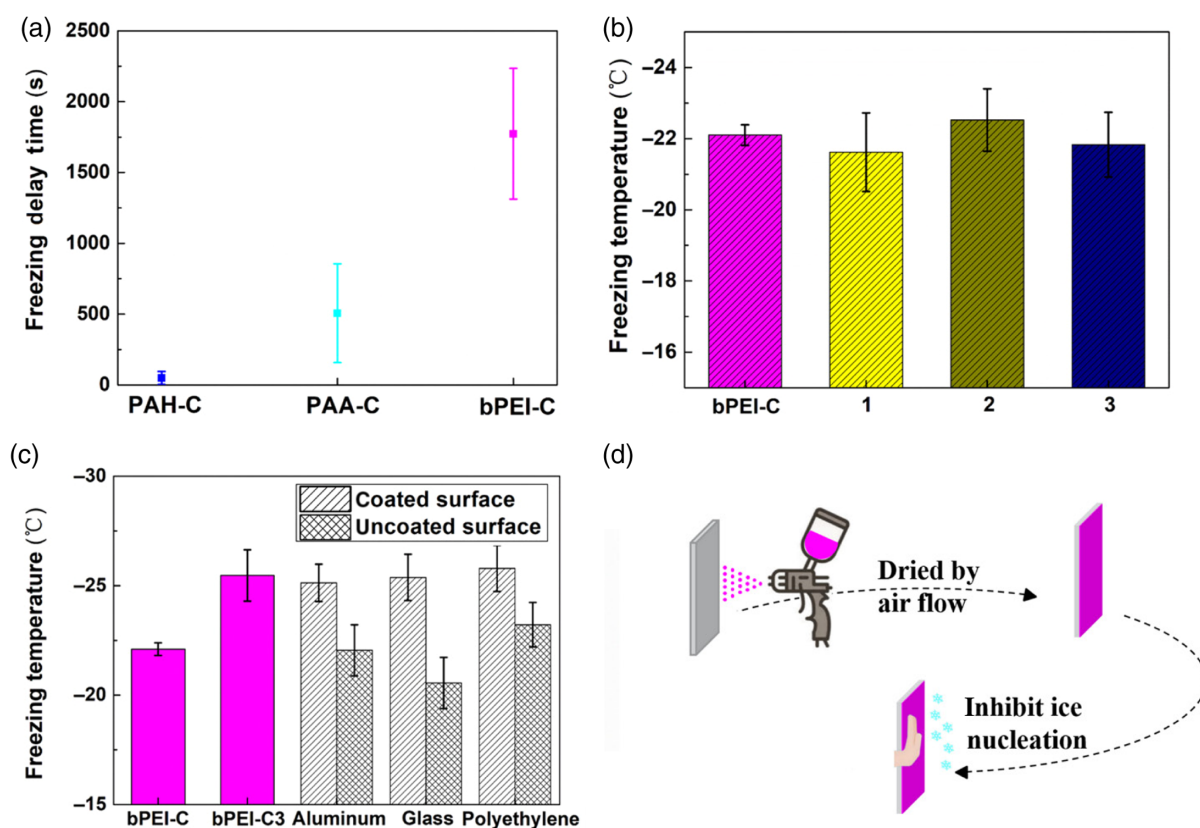 (a)
Freezing delay time (s)
2500
2000
1500
1000
500
0
PAH-C PAA-C bPEI-C
(b)
Freezing temperature (℃)
−24
−22
−20
−18
−16
bPEI-C 1 2 3
(c)
Freezing temperature (℃)
−30
−25
−20
−15
Coated surface
Uncoated surface
bPEI-C bPEI-C3 Aluminum Glass Polyethylene
(d)
Dried by
air flow
Inhibit ice
nucleation